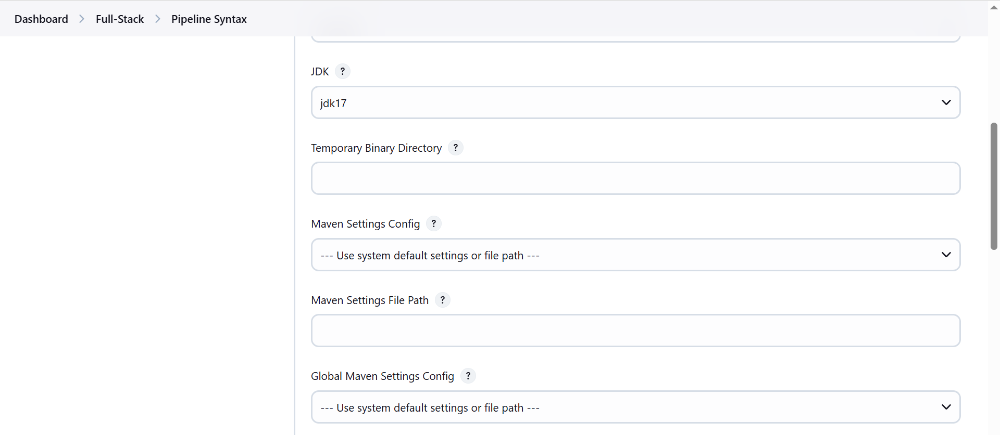 Dashboard > Full-Stack > Pipeline Syntax
JDK ?
jdk17
Temporary Binary Directory ?
Maven Settings Config ?
--- Use system default settings or file path ---
Maven Settings File Path ?
Global Maven Settings Config ?
--- Use system default settings or file path ---